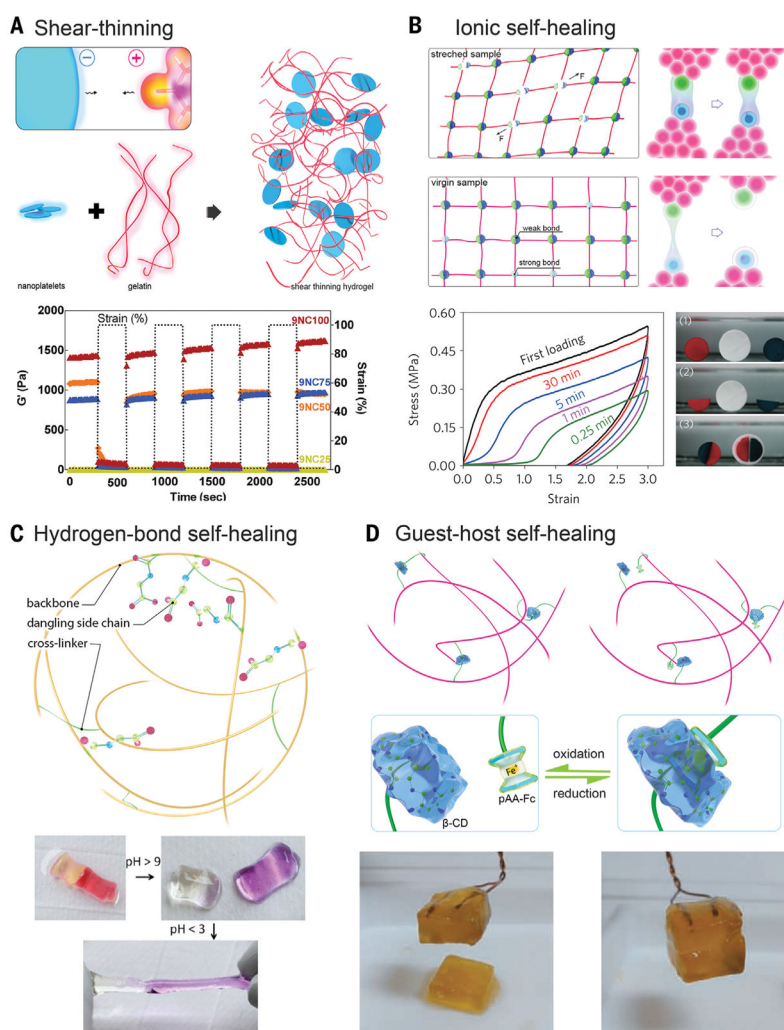 A Shear-thinning
− +
nanoplatelets
+
gelatin
shear thinning hydrogel
Strain (%)
9NC100
9NC75
9NC50
9NC25
G' (Pa)
2000
1500
1000
500
0
Strain (%)
100
80
60
40
20
0
0 500 1000 1500 2000 2500
Time (sec)
B Ionic self-healing
streched sample
F
F
virgin sample
weak bond
strong bond
Stress (MPa)
0.60
0.45
0.30
0.15
0.00
First loading
30 min
5 min
1 min
0.25 min
0.0 0.5 1.0 1.5 2.0 2.5 3.0
Strain
(1)
(2)
(3)
C Hydrogen-bond self-healing
backbone
dangling side chain
cross-linker
pH > 9
pH < 3
D Guest-host self-healing
β-CD
Fe⁺
pAA-Fc
oxidation
reduction